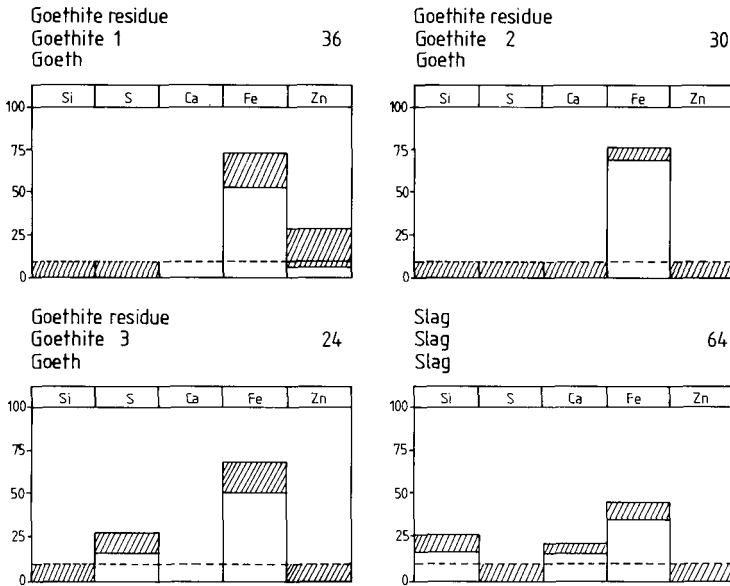 Goethite residue
Goethite 1 36
Goeth
Si S Ca Fe Zn
100
75
50
25
0
Goethite residue
Goethite 2 30
Goeth
Si S Ca Fe Zn
100
75
50
25
0
Goethite residue
Goethite 3 24
Goeth
Si S Ca Fe Zn
100
75
50
25
0
Slag
Slag 64
Slag
Si S Ca Fe Zn
100
75
50
25
0